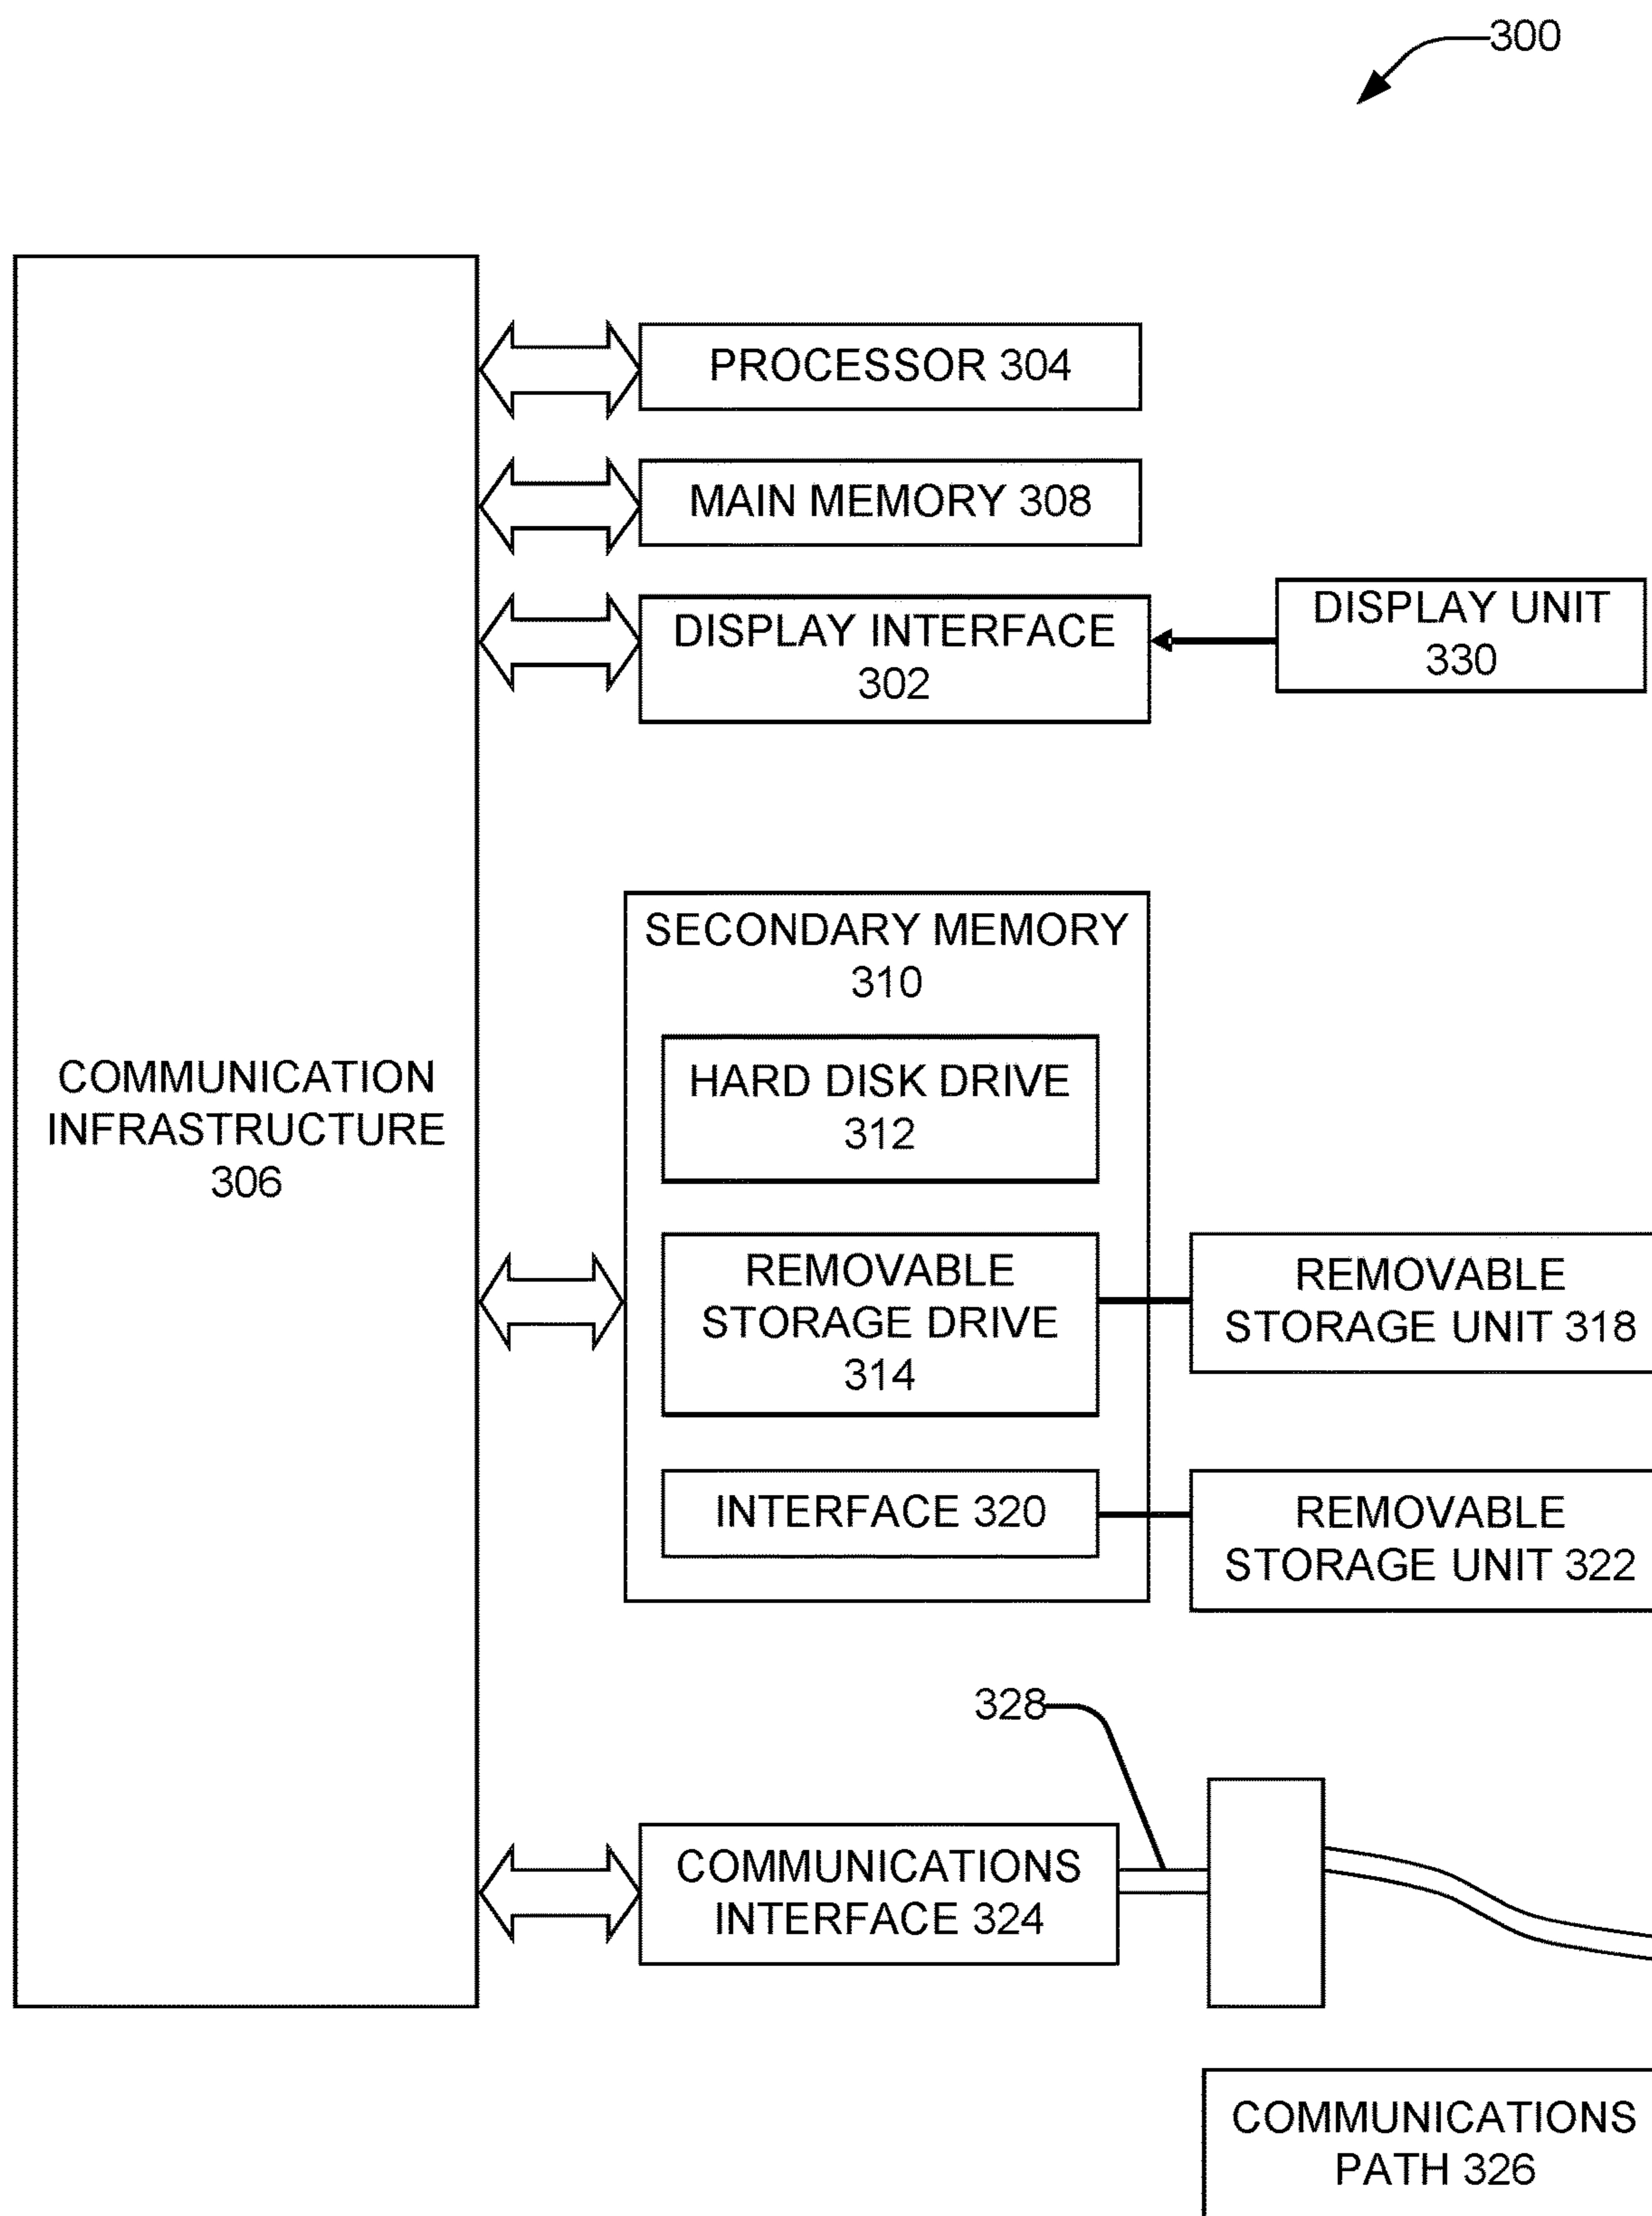 300
PROCESSOR 304
MAIN MEMORY 308
DISPLAY INTERFACE
302
DISPLAY UNIT
330
SECONDARY MEMORY
310
HARD DISK DRIVE
312
COMMUNICATION
INFRASTRUCTURE
306
REMOVABLE
STORAGE DRIVE
314
REMOVABLE
STORAGE UNIT 318
INTERFACE 320
REMOVABLE
STORAGE UNIT 322
328
COMMUNICATIONS
INTERFACE 324
COMMUNICATIONS
PATH 326